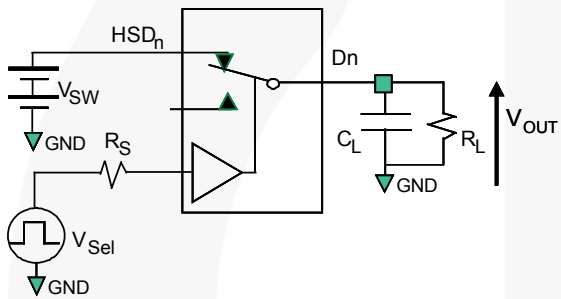 HSDn
Dn
VSW
GND
RS
CL
RL
VOUT
GND
VSel
GND